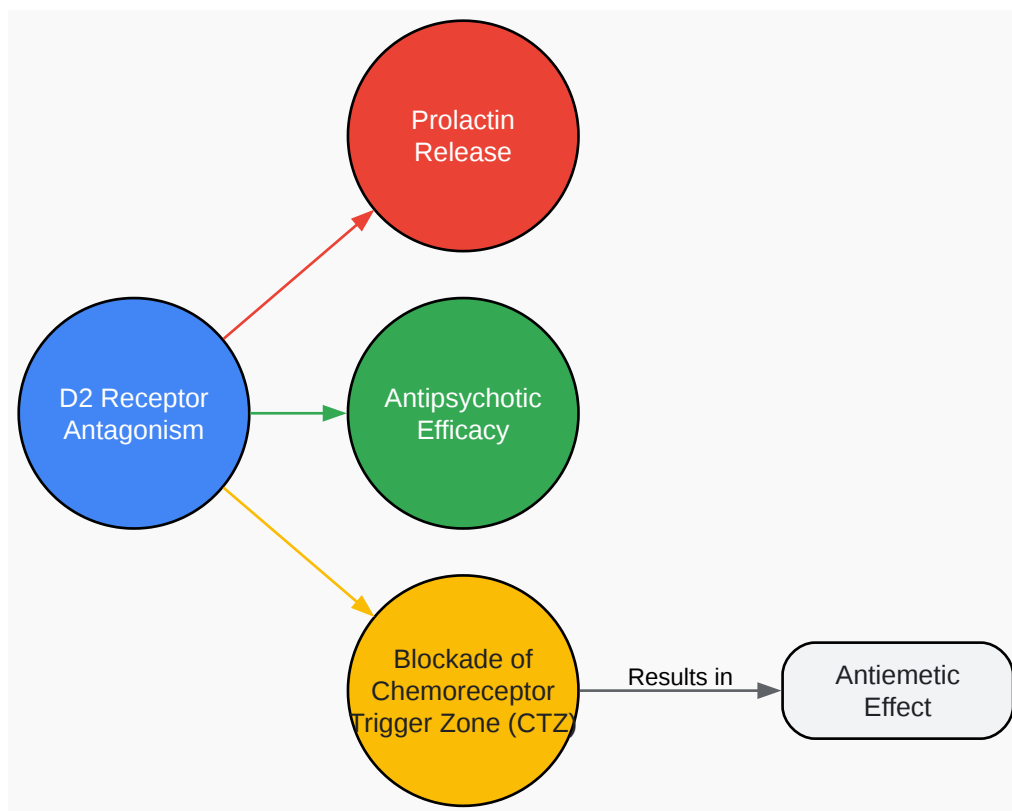 Prolactin
Release
D2 Receptor
Antagonism
Antipsychotic
Efficacy
Blockade of
Chemoreceptor
Trigger Zone (CTZ)
Results in
Antiemetic
Effect